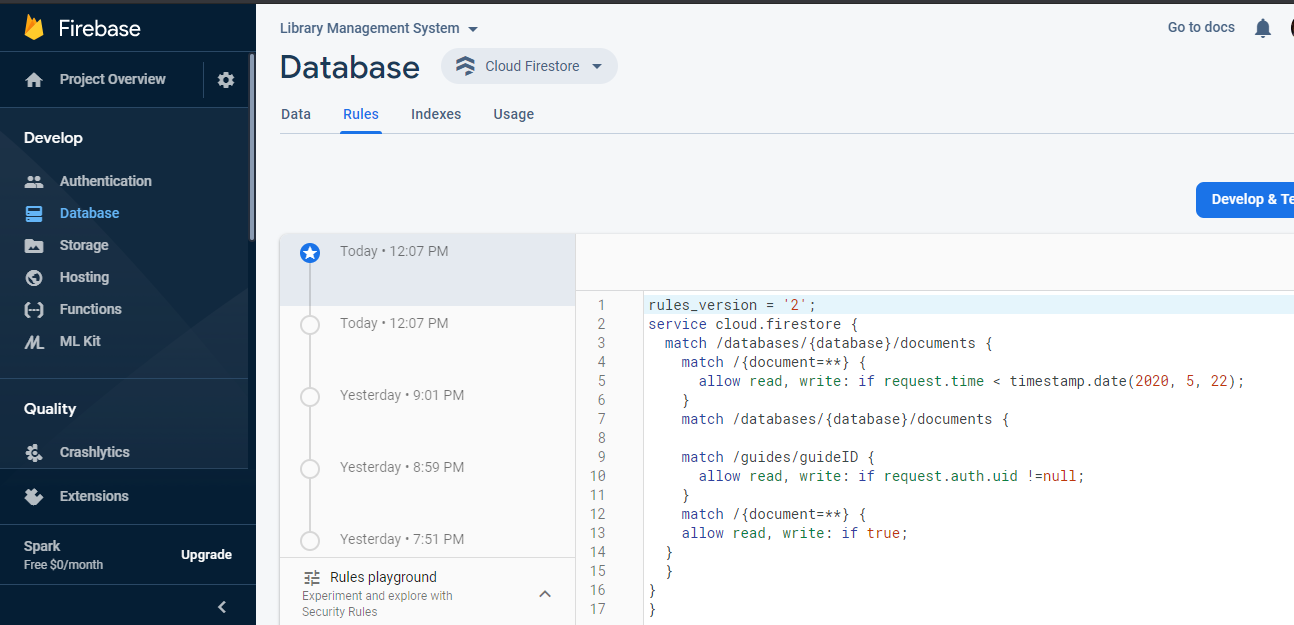 Firebase
Project Overview
Develop
Authentication
Database
Storage
Hosting
Functions
ML Kit
Quality
Crashlytics
Extensions
Spark
Free $0/month
Upgrade
Library Management System
Go to docs
Database
Cloud Firestore
Data
Rules
Indexes
Usage
Develop & Te
Today • 12:07 PM
Today • 12:07 PM
Yesterday • 9:01 PM
Yesterday • 8:59 PM
Yesterday • 7:51 PM
Rules playground
Experiment and explore with
Security Rules
1 rules_version = '2';
2 service cloud.firestore {
3   match /databases/{database}/documents {
4     match /{document=**} {
5       allow read, write: if request.time < timestamp.date(2020, 5, 22);
6     }
7     match /databases/{database}/documents {
8
9     match /guides/guideID {
10       allow read, write: if request.auth.uid !=null;
11     }
12     match /{document=**} {
13     allow read, write: if true;
14   }
15   }
16 }
17 }